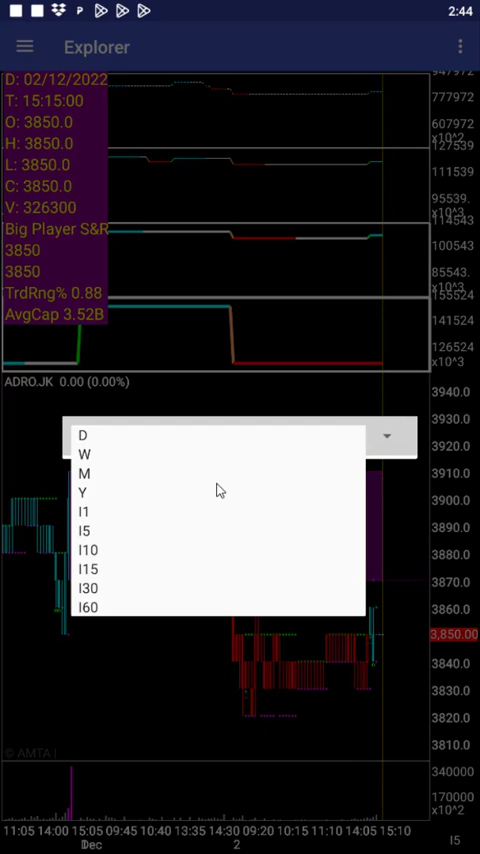 P
2:44
Explorer
D: 02/12/2022
T: 15:15:00
O: 3850.0
H: 3850.0
L: 3850.0
C: 3850.0
V: 326300
Big Player S&R
3850
3850
TrdRng% 0.88
AvgCap 3.52B
947972
777972
607972
x10^2
127539
111539
95539.
x10^3
114543
100543
85543.
x10^3
155524
141524
126524
x10^3
ADRO.JK 0.00 (0.00%)
3940.0
3930.0
3920.0
3910.0
3900.0
3890.0
3880.0
3870.0
3860.0
3,850.00
3840.0
3830.0
3820.0
3810.0
D
W
M
Y
I1
I5
I10
I15
I30
I60
© AMTA |
340000
170000
x10^2
11:05 14:00 15:05 09:45 10:40 13:35 14:30 09:20 10:15 11:10 14:05 15:10
Dec
2
I5